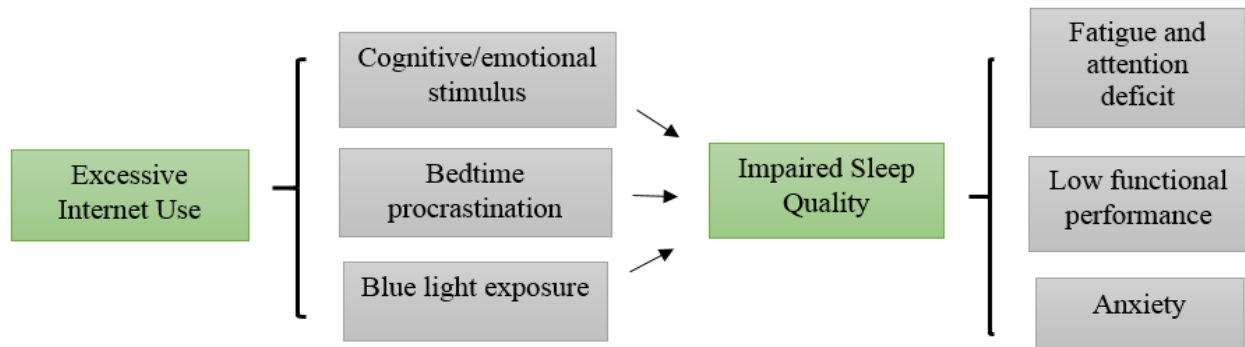 Excessive
Internet Use
Cognitive/emotional
stimulus
Bedtime
procrastination
Blue light exposure
Impaired Sleep
Quality
Fatigue and
attention
deficit
Low functional
performance
Anxiety